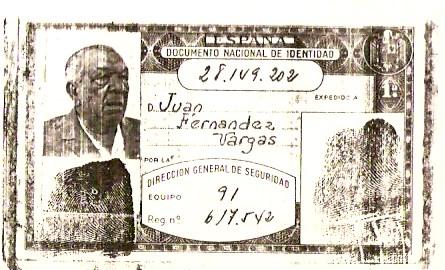 ESPAÑA
DOCUMENTO NACIONAL DE IDENTIDAD
28.149.202
EXPEDIDO A
D. Juan
Fernandez
Vargas
POR LA
DIRECCION GENERAL DE SEGURIDAD
EQUIPO 91
Reg. nº 617.542